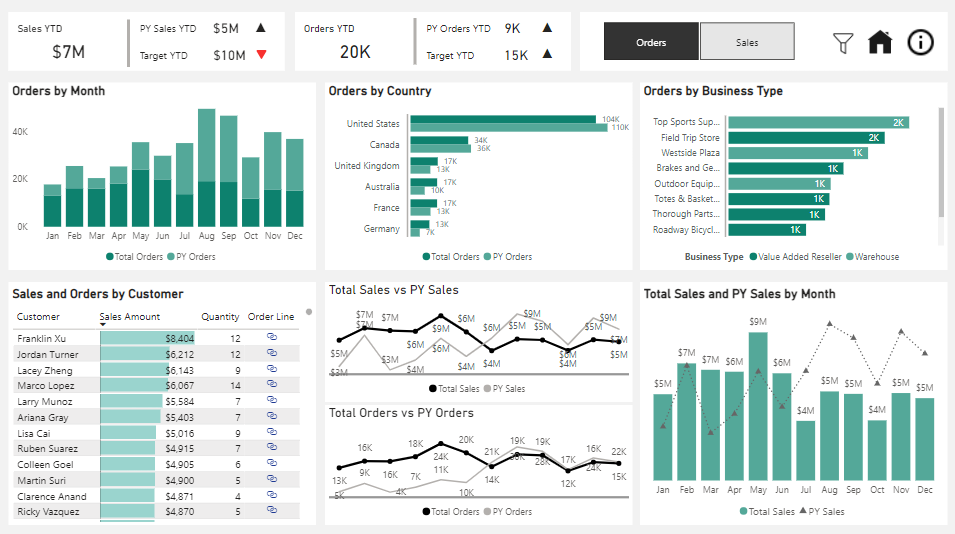 Sales YTD
$7M
PY Sales YTD $5M
Target YTD $10M
Orders YTD
20K
PY Orders YTD 9K
Target YTD 15K
Orders
Sales
Orders by Month
40K
20K
0K
Jan Feb Mar Apr May Jun Jul Aug Sep Oct Nov Dec
Total Orders PY Orders
Orders by Country
United States 104K 110K
Canada 34K 36K
United Kingdom 17K 13K
Australia 17K 10K
France 17K 13K
Germany 13K 7K
Total Orders PY Orders
Orders by Business Type
Top Sports Sup... 2K
Field Trip Store 2K
Westside Plaza 1K
Brakes and Ge... 1K
Outdoor Equip... 1K
Totes & Basket... 1K
Thorough Parts... 1K
Roadway Bicycl... 1K
Business Type Value Added Reseller Warehouse
Sales and Orders by Customer
Customer Sales Amount Quantity Order Line
Franklin Xu $8,404 12
Jordan Turner $6,212 12
Lacey Zheng $6,143 9
Marco Lopez $6,067 14
Larry Munoz $5,584 7
Ariana Gray $5,403 7
Lisa Cai $5,016 9
Ruben Suarez $4,915 7
Colleen Goel $4,905 6
Martin Suri $4,900 5
Clarence Anand $4,871 4
Ricky Vazquez $4,870 5
Total Sales vs PY Sales
$5M $7M $7M $9M $6M $4M $5M $5M $4M $5M $5M
$3M $3M $4M $6M $4M $6M $9M $9M
Total Sales PY Sales
Total Orders vs PY Orders
13K 16K 16K 18K 24K 20K 14K 19K 19K 12K 16K 15K
9K 4K 7K 11K 10K 21K 28K 17K 24K 22K
Total Orders PY Orders
Total Sales and PY Sales by Month
$5M $7M $7M $6M $9M $6M $4M $5M $5M $4M $5M $5M
Jan Feb Mar Apr May Jun Jul Aug Sep Oct Nov Dec
Total Sales PY Sales